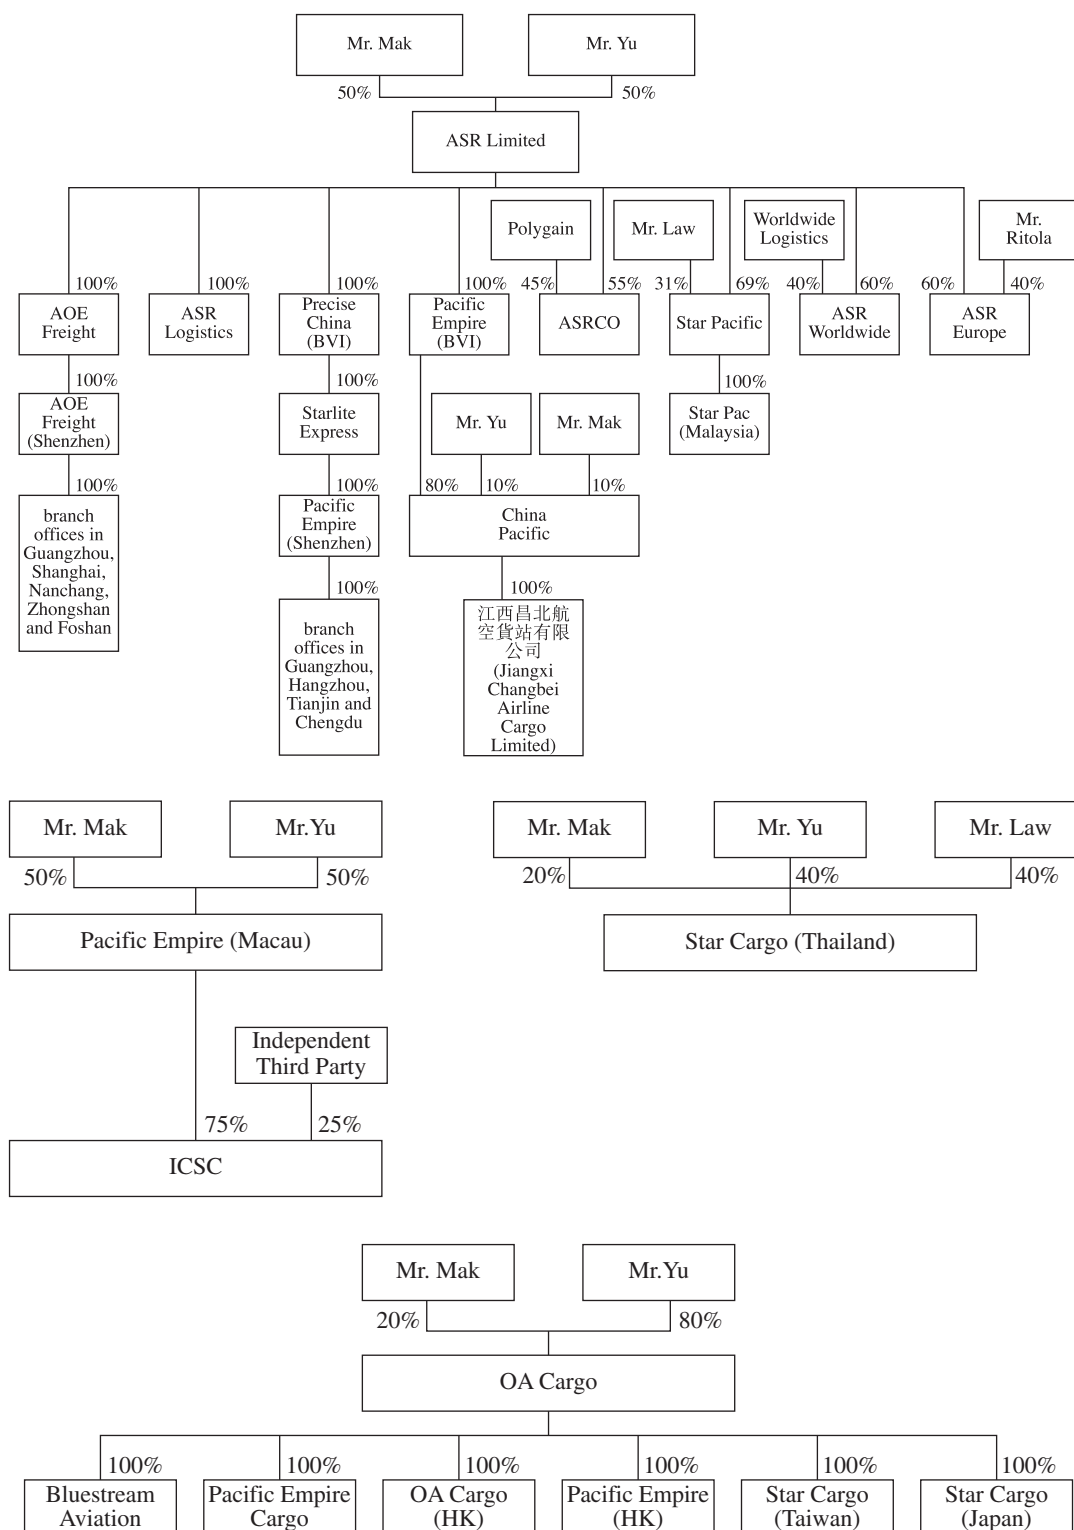 Mr. Mak
Mr. Yu
50%
50%
ASR Limited
Polygain
Mr. Law
Worldwide
Logistics
Mr.
Ritola
100%
100%
100%
100%
45%
55%
31%
69%
40%
60%
60%
40%
AOE
Freight
ASR
Logistics
Precise
China
(BVI)
Pacific
Empire
(BVI)
ASRCO
Star Pacific
ASR
Worldwide
ASR
Europe
100%
100%
100%
AOE
Freight
(Shenzhen)
Starlite
Express
Mr. Yu
Mr. Mak
Star Pac
(Malaysia)
100%
100%
80%
10%
10%
branch
offices in
Guangzhou,
Shanghai,
Nanchang,
Zhongshan
and Foshan
Pacific
Empire
(Shenzhen)
China
Pacific
100%
100%
branch
offices in
Guangzhou,
Hangzhou,
Tianjin and
Chengdu
江西昌北航
空貨站有限
公司
(Jiangxi
Changbei
Airline
Cargo
Limited)
Mr. Mak
Mr.Yu
50%
50%
Pacific Empire (Macau)
Independent
Third Party
75%
25%
ICSC
Mr. Mak
Mr. Yu
Mr. Law
20%
40%
40%
Star Cargo (Thailand)
Mr. Mak
Mr.Yu
20%
80%
OA Cargo
100%
100%
100%
100%
100%
100%
Bluestream
Aviation
Pacific Empire
Cargo
OA Cargo
(HK)
Pacific Empire
(HK)
Star Cargo
(Taiwan)
Star Cargo
(Japan)